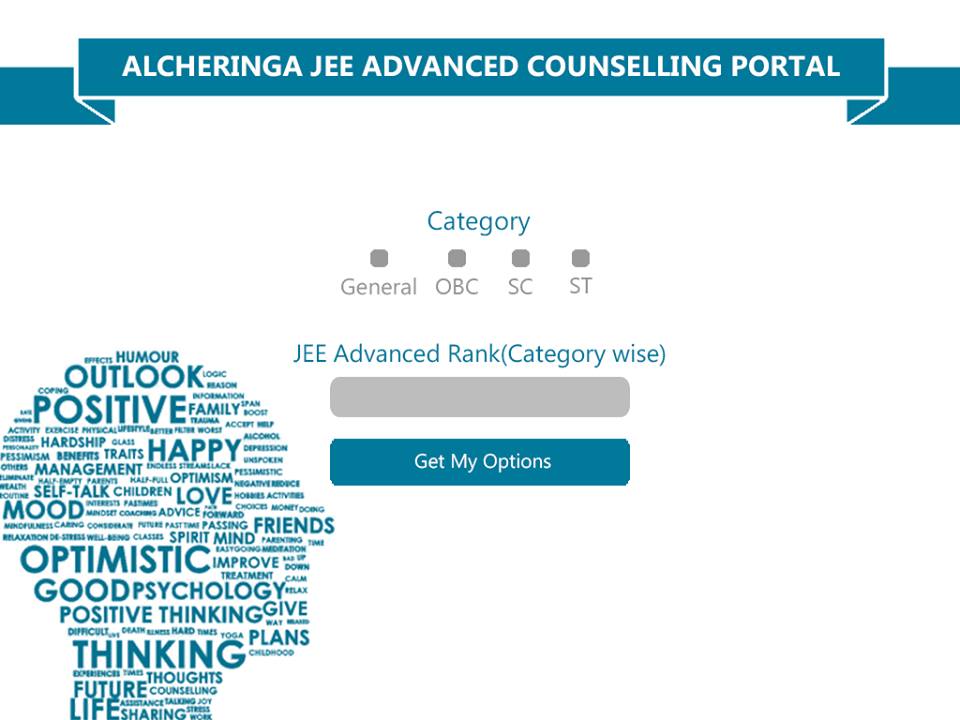 ALCHERINGA JEE ADVANCED COUNSELLING PORTAL
Category
General OBC SC ST
JEE Advanced Rank(Category wise)
Get My Options
EFFECTS HUMOUR
OUTLOOK LOGIC
REASON
COPING INFORMATION
POSITIVE FAMILY SPAN
BOOST
TRAUMA ACCEPT HELP
ACTIVITY EXERCISE PHYSICAL LIFESTYLE BETTER FILTER WORST
DISTRESS HARDSHIP GLASS HAPPY ALCOHOL
PERSONALITY DEPRESSION
PESSIMISM BENEFITS TRAITS UNSPOKEN
OTHERS MANAGEMENT ENDLESS STREAMS LACK PESSIMISTIC
ELIMINATE HALF-EMPTY PARENTS HALF-FULL OPTIMISM NEGATIVE REDUCE
WEALTH
ROUTINE SELF-TALK CHILDREN LOVE HOBBIES ACTIVITIES
MOOD INTERESTS PASTIMES CHOICES MONEY DOING
MINDSET COACHING ADVICE FORWARD
MINDFULNESS CARING CONSIDERATE FUTURE PAST TIME PASSING FRIENDS
RELAXATION DE-STRESS WELL-BEING CLASSES SPIRIT MIND PARENTING TIME
OPTIMISTIC EASYGOING MEDITATION BAD UP
IMPROVE DOWN
TREATMENT CALM
GOOD PSYCHOLOGY RELAX
POSITIVE THINKING GIVE
WAY
DIFFICULT LIVE DEATH ILLNESS HARD TIMES YOGA PLANS
THINKING CHILDHOOD
EXPERIENCES TIMES THOUGHTS
FUTURE COUNSELLING
LIFE ASSISTANCE TALKING JOY
SHARING STRESS
WORK